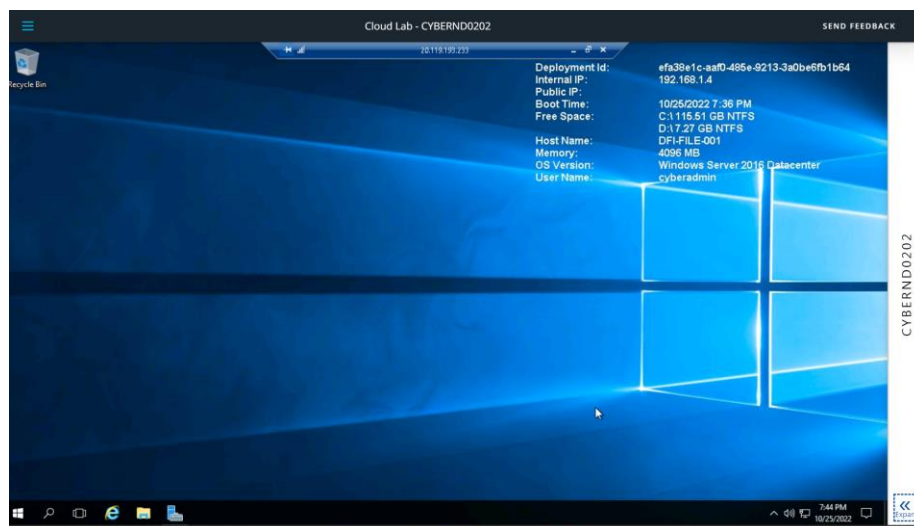 Cloud Lab - CYBERND0202
SEND FEEDBACK
20.119.193.233
Recycle Bin
Deployment Id: efa38e1c-aaf0-485e-9213-3a0be6fb1b64
Internal IP: 192.168.1.4
Public IP:
Boot Time: 10/25/2022 7:36 PM
Free Space: C:\ 115.51 GB NTFS
D:\ 7.27 GB NTFS
Host Name: DFI-FILE-001
Memory: 4096 MB
OS Version: Windows Server 2016 Datacenter
User Name: cyberadmin
CYBERND0202
7:44 PM
10/25/2022